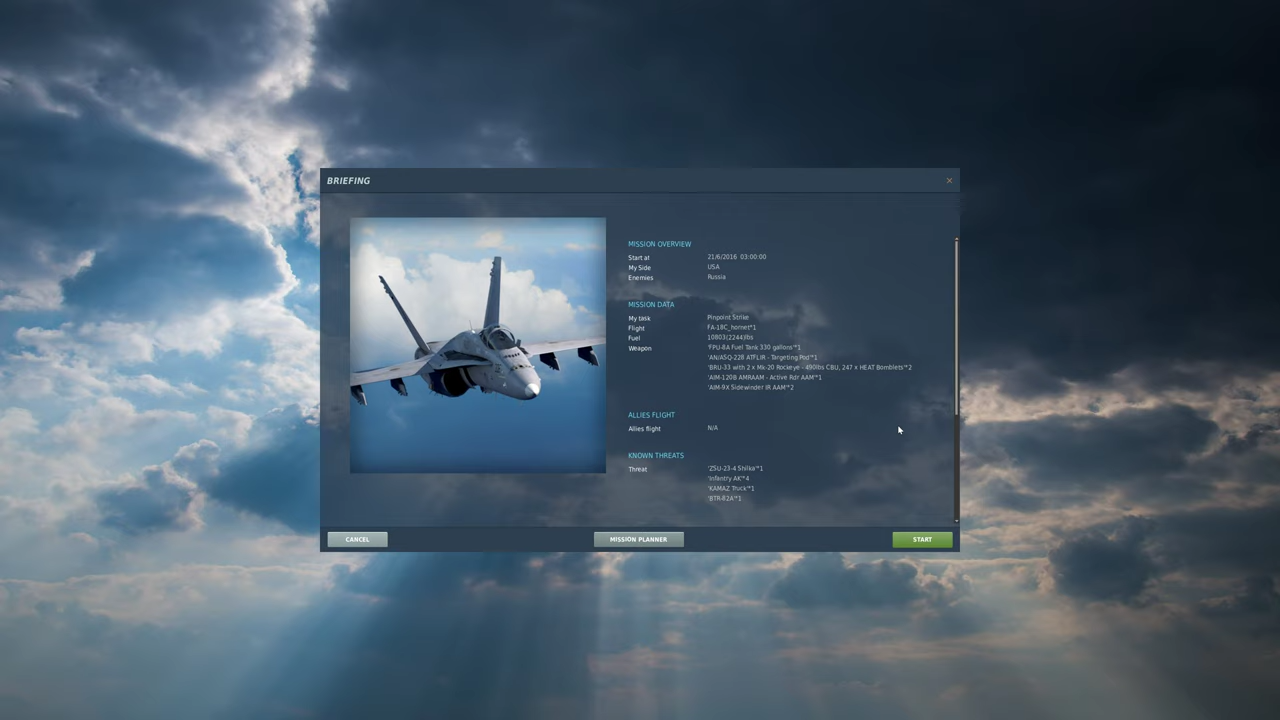 BRIEFING
MISSION OVERVIEW
Start at 21/6/2016 03:00:00
My Side USA
Enemies Russia
MISSION DATA
My task Pinpoint Strike
Flight FA-18C_hornet*1
Fuel 10803(2244)lbs
Weapon 'FPU-8A Fuel Tank 330 gallons'*1
'AN/ASQ-228 ATFLIR - Targeting Pod'*1
'BRU-33 with 2 x Mk-20 Rockeye - 490lbs CBU, 247 x HEAT Bomblets'*2
'AIM-120B AMRAAM - Active Rdr AAM'*1
'AIM-9X Sidewinder IR AAM'*2
ALLIES FLIGHT
Allies flight N/A
KNOWN THREATS
Threat 'ZSU-23-4 Shilka'*1
'Infantry AK'*4
'KAMAZ Truck'*1
'BTR-82A'*1
CANCEL MISSION PLANNER START